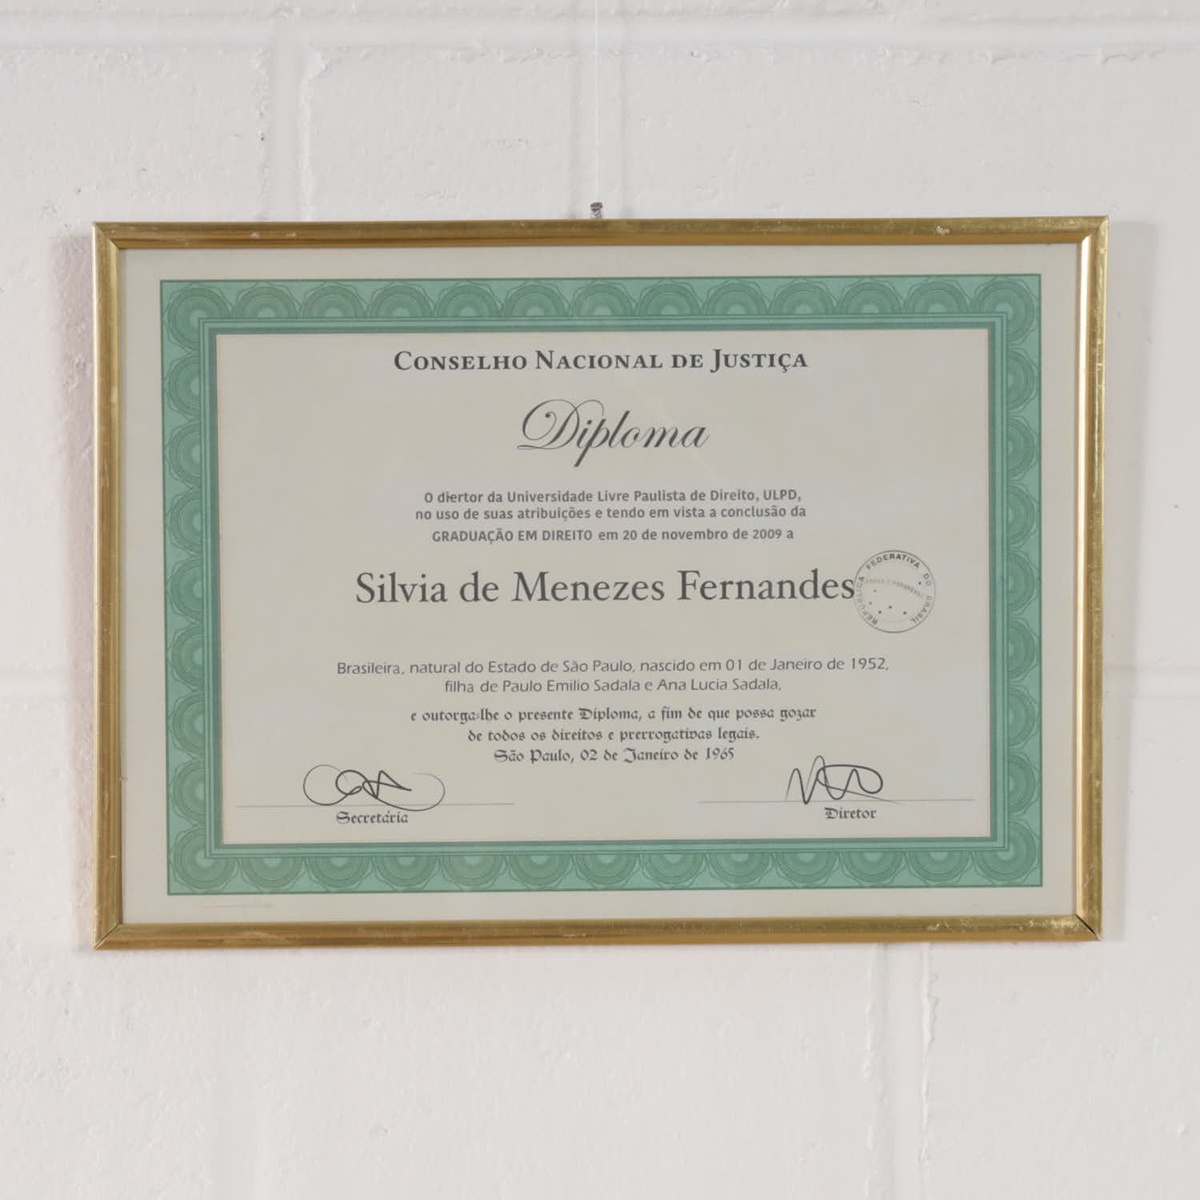 CONSELHO NACIONAL DE JUSTIÇA
Diploma
O diertor da Universidade Livre Paulista de Direito, ULPD,
no uso de suas atribuições e tendo em vista a conclusão da
GRADUAÇÃO EM DIREITO em 20 de novembro de 2009 a
Silvia de Menezes Fernandes
REPÚBLICA FEDERATIVA DO BRASIL
Brasileira, natural do Estado de São Paulo, nascido em 01 de Janeiro de 1952,
filha de Paulo Emilio Sadala e Ana Lucia Sadala,
e outorga-lhe o presente Diploma, a fim de que possa gozar
de todos os direitos e prerrogativas legais.
São Paulo, 02 de Janeiro de 1965
Secretária
Diretor